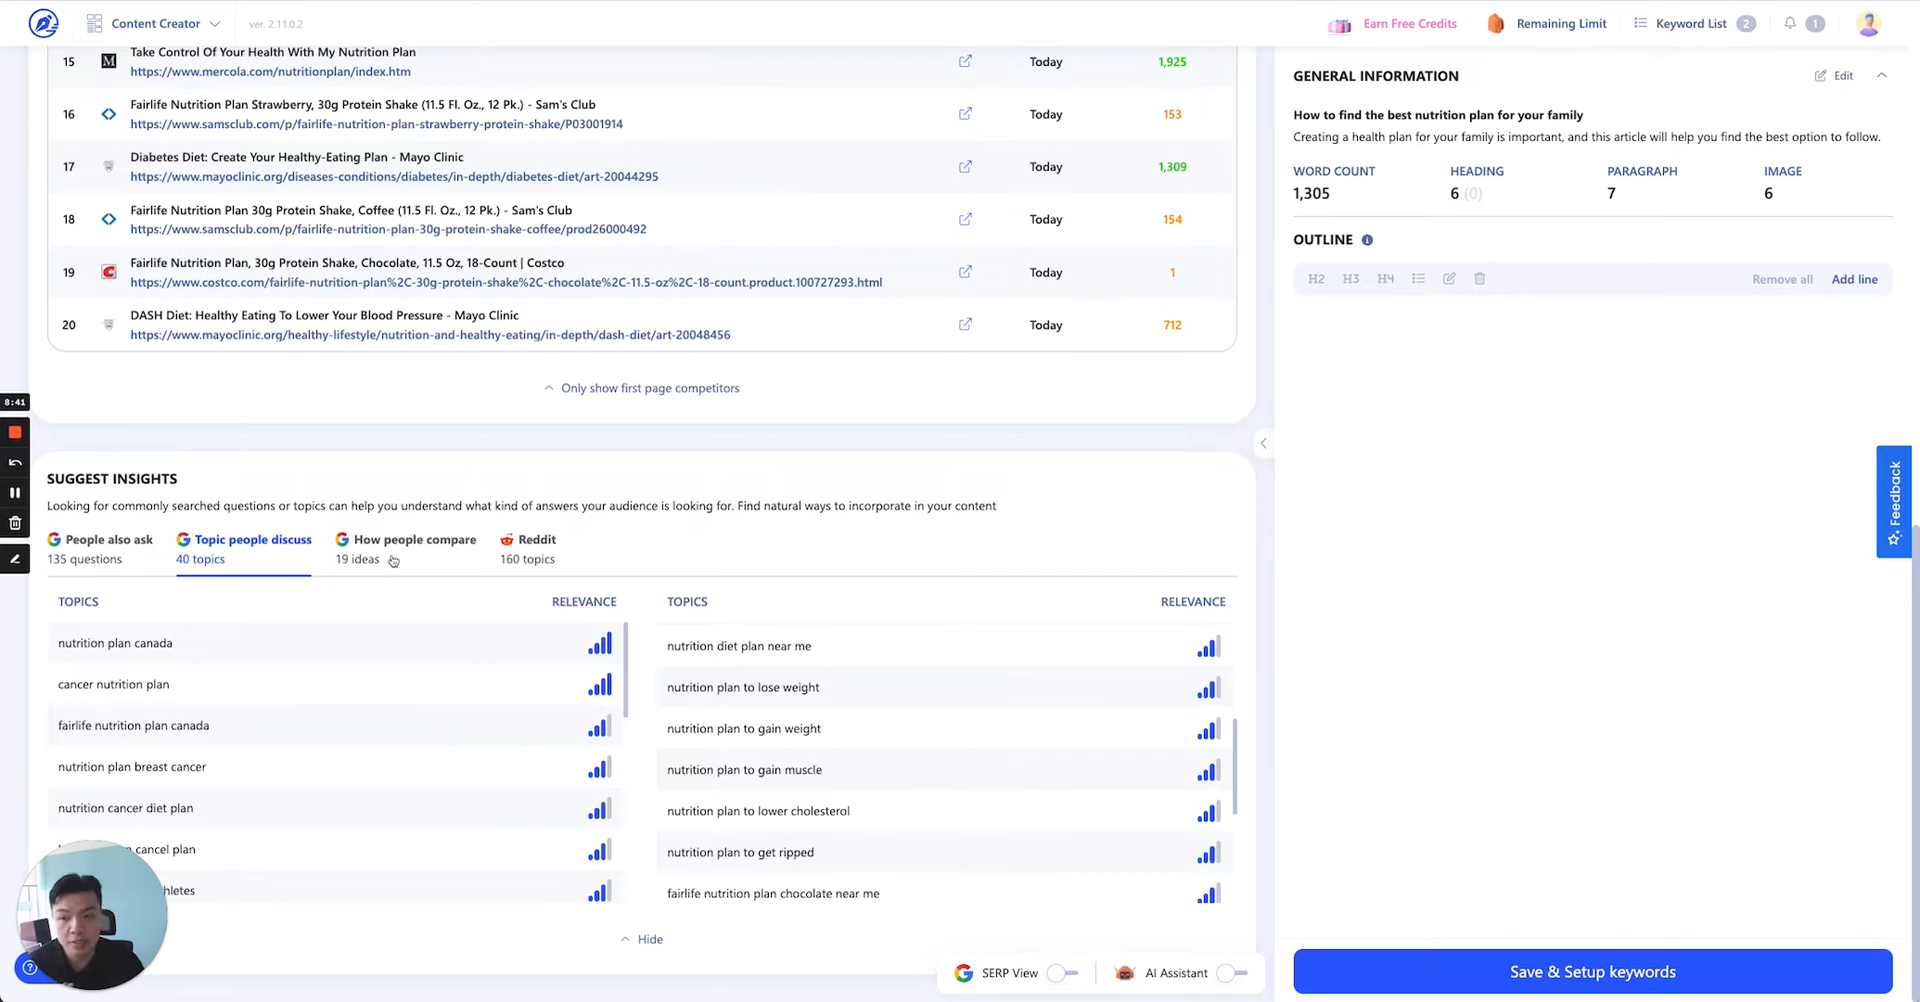 Content Creator
ver. 2.11.0.2
Earn Free Credits
Remaining Limit
Keyword List 2
1
15
Take Control Of Your Health With My Nutrition Plan
https://www.mercola.com/nutritionplan/index.htm
Today
1,925
16
Fairlife Nutrition Plan Strawberry, 30g Protein Shake (11.5 Fl. Oz., 12 Pk.) - Sam's Club
https://www.samsclub.com/p/fairlife-nutrition-plan-strawberry-protein-shake/P03001914
Today
153
17
Diabetes Diet: Create Your Healthy-Eating Plan - Mayo Clinic
https://www.mayoclinic.org/diseases-conditions/diabetes/in-depth/diabetes-diet/art-20044295
Today
1,309
18
Fairlife Nutrition Plan 30g Protein Shake, Coffee (11.5 Fl. Oz., 12 Pk.) - Sam's Club
https://www.samsclub.com/p/fairlife-nutrition-plan-30g-protein-shake-coffee/prod26000492
Today
154
19
Fairlife Nutrition Plan, 30g Protein Shake, Chocolate, 11.5 Oz, 18-Count | Costco
https://www.costco.com/fairlife-nutrition-plan%2C-30g-protein-shake%2C-chocolate%2C-11.5-oz%2C-18-count.product.100727293.html
Today
1
20
DASH Diet: Healthy Eating To Lower Your Blood Pressure - Mayo Clinic
https://www.mayoclinic.org/healthy-lifestyle/nutrition-and-healthy-eating/in-depth/dash-diet/art-20048456
Today
712
Only show first page competitors
8:41
SUGGEST INSIGHTS
Looking for commonly searched questions or topics can help you understand what kind of answers your audience is looking for. Find natural ways to incorporate in your content
People also ask
135 questions
Topic people discuss
40 topics
How people compare
19 ideas
Reddit
160 topics
TOPICS
RELEVANCE
nutrition plan canada
cancer nutrition plan
fairlife nutrition plan canada
nutrition plan breast cancer
nutrition cancer diet plan
cancel plan
hletes
TOPICS
RELEVANCE
nutrition diet plan near me
nutrition plan to lose weight
nutrition plan to gain weight
nutrition plan to gain muscle
nutrition plan to lower cholesterol
nutrition plan to get ripped
fairlife nutrition plan chocolate near me
Hide
SERP View
AI Assistant
GENERAL INFORMATION
Edit
How to find the best nutrition plan for your family
Creating a health plan for your family is important, and this article will help you find the best option to follow.
WORD COUNT
1,305
HEADING
6 (0)
PARAGRAPH
7
IMAGE
6
OUTLINE
H2 H3 H4
Remove all
Add line
Feedback
Save & Setup keywords